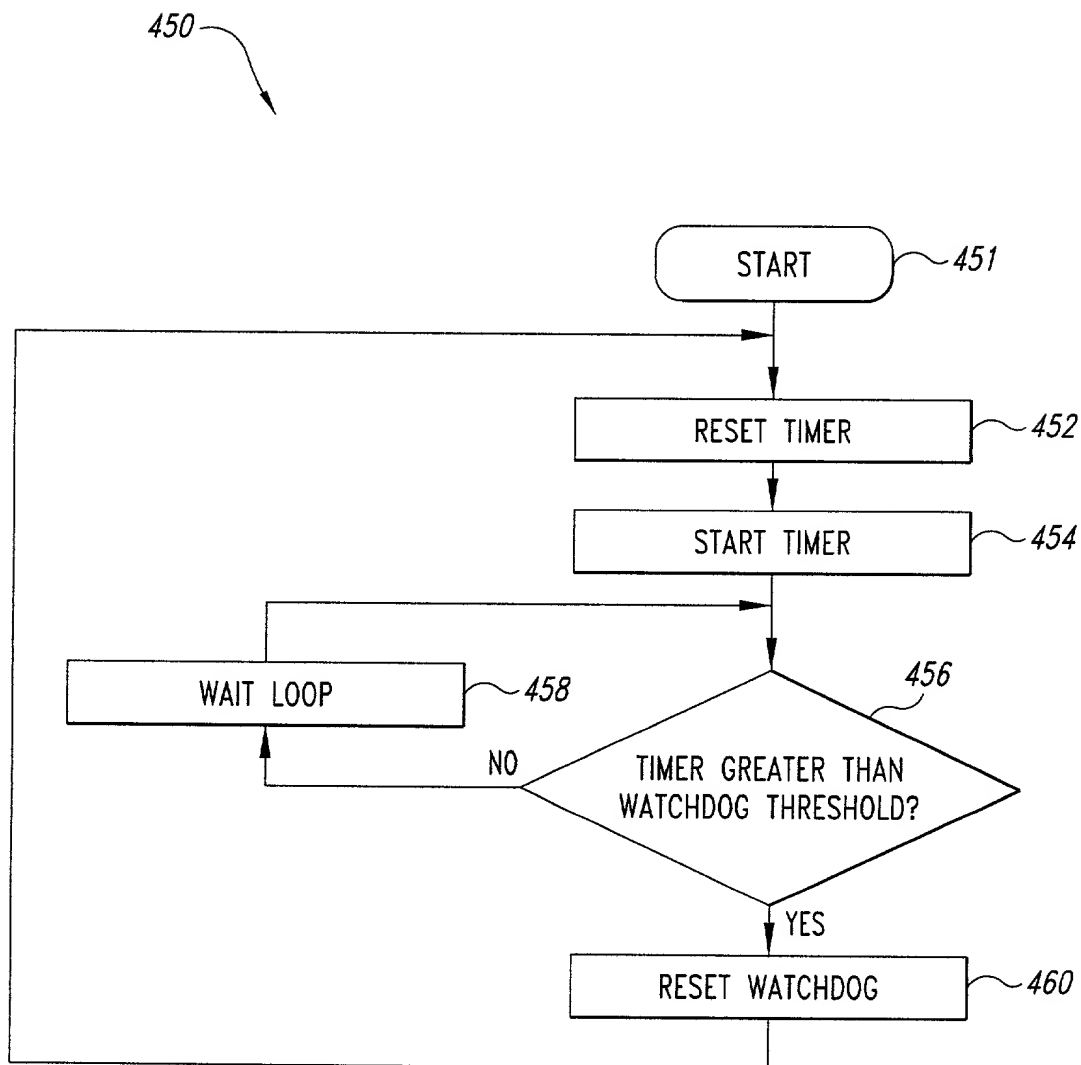 450
START
451
RESET TIMER
452
START TIMER
454
WAIT LOOP
458
456
NO
TIMER GREATER THAN
WATCHDOG THRESHOLD?
YES
RESET WATCHDOG
460